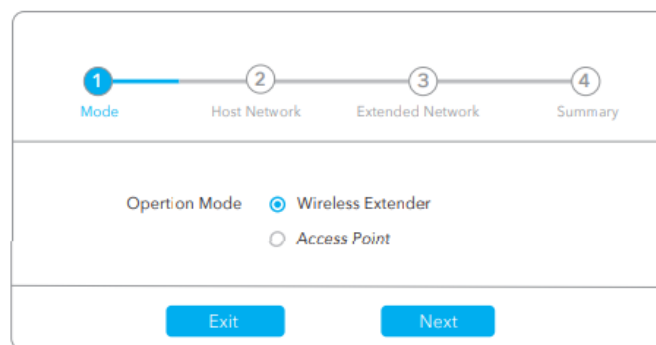 1 2 3 4
Mode Host Network Extended Network Summary
Opertion Mode Wireless Extender
Access Point
Exit Next